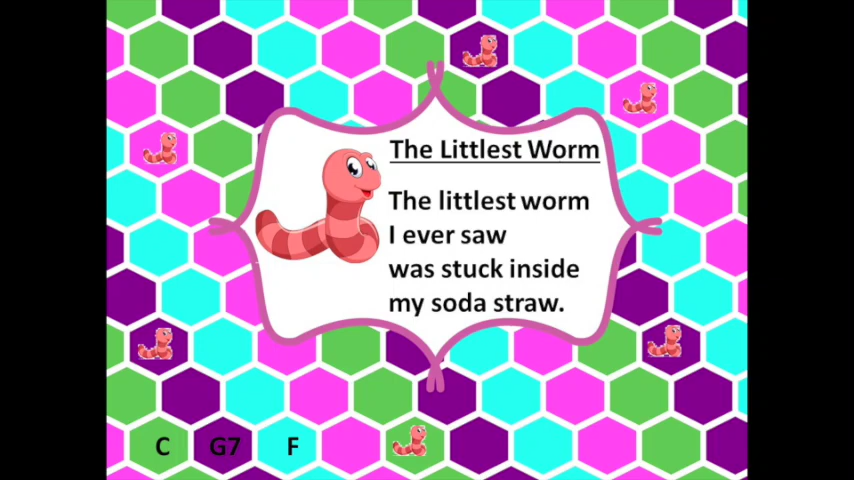 The Littlest Worm
The littlest worm
I ever saw
was stuck inside
my soda straw.
C G7 F